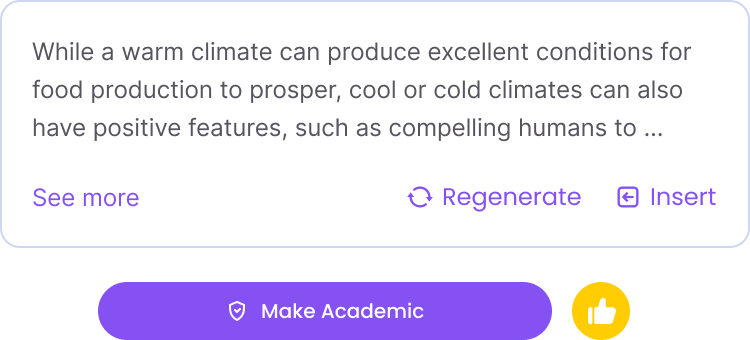 While a warm climate can produce excellent conditions for
food production to prosper, cool or cold climates can also
have positive features, such as compelling humans to ...
See more
Regenerate
Insert
Make Academic